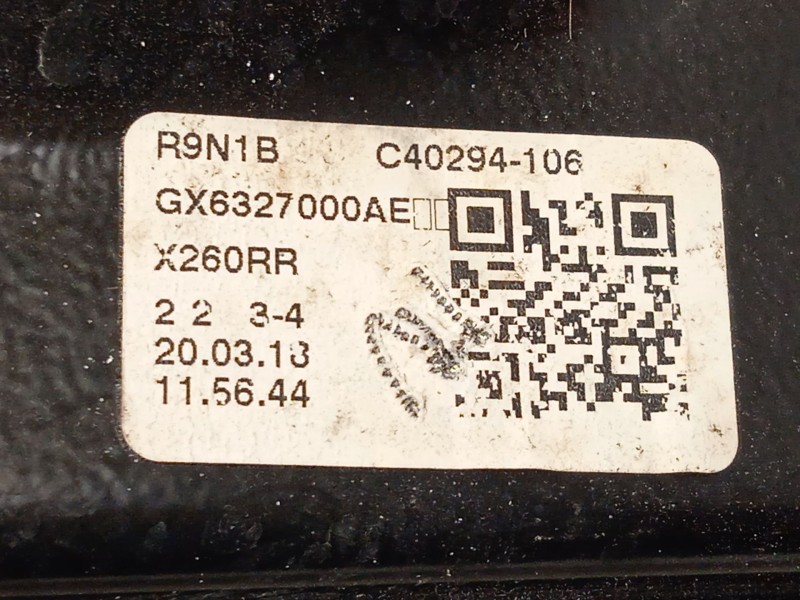 R9N1B C40294-106
GX6327000AE
X260RR
2 2 3-4
20.03.18
11.56.44